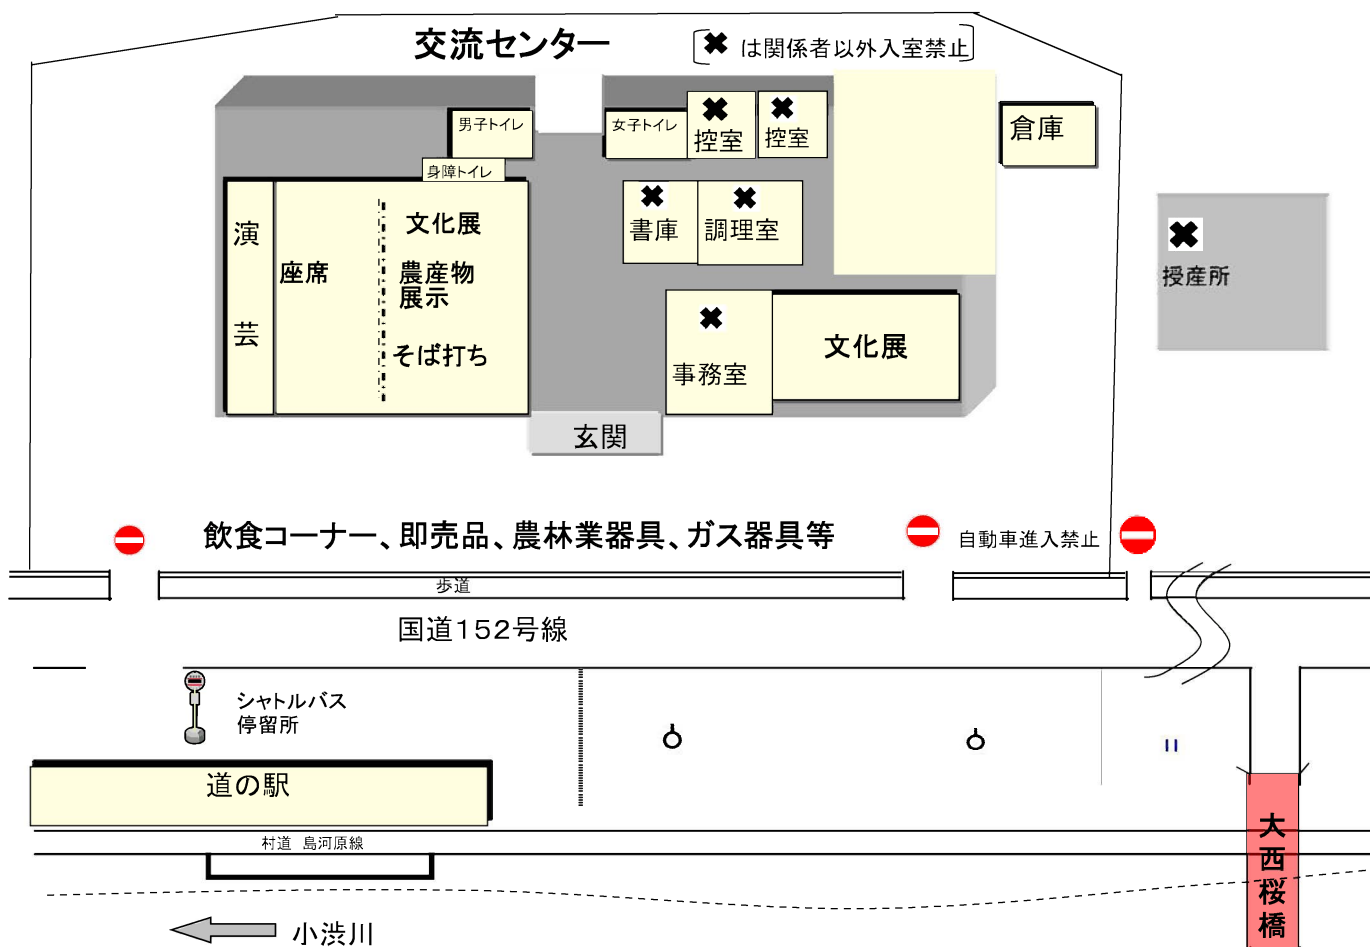 交流センター
✖ は関係者以外入室禁止
男子トイレ
女子トイレ
控室
控室
倉庫
身障トイレ
演芸
座席
文化展
農産物
展示
そば打ち
書庫
調理室
授産所
事務室
文化展
玄関
飲食コーナー、即売品、農林業器具、ガス器具等
自動車進入禁止
歩道
国道152号線
シャトルバス
停留所
道の駅
村道 島河原線
大西桜橋
小渋川